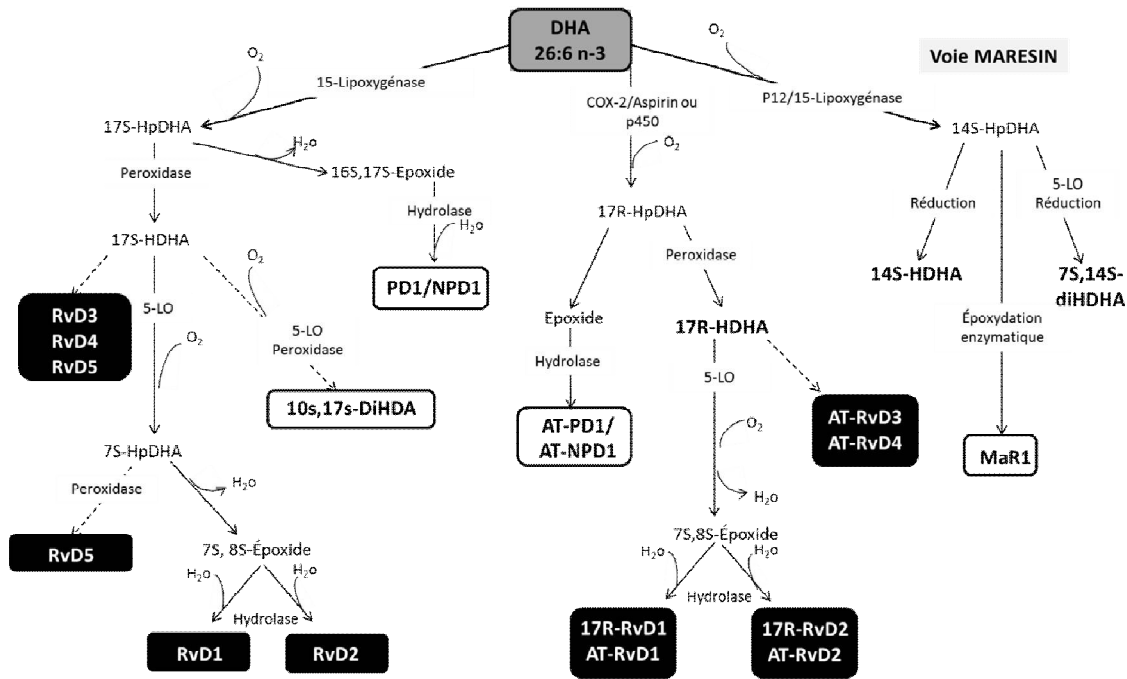 DHA
26:6 n-3
Voie MARESIN
O₂
O₂
15-Lipoxygénase
COX-2/Aspirin ou
p450
P12/15-Lipoxygénase
17S-HpDHA
H₂o
O₂
14S-HpDHA
Peroxidase
16S,17S-Epoxide
Hydrolase
H₂o
17R-HpDHA
Réduction
5-LO
Réduction
17S-HDHA
O₂
Peroxidase
PD1/NPD1
14S-HDHA
7S,14S-
diHDHA
RvD3
RvD4
RvD5
5-LO
O₂
5-LO
Peroxidase
Epoxide
17R-HDHA
Époxydation
enzymatique
Hydrolase
5-LO
10s,17s-DiHDA
AT-PD1/
AT-NPD1
O₂
AT-RvD3
AT-RvD4
7S-HpDHA
MaR1
Peroxidase
H₂o
H₂o
RvD5
7S, 8S-Époxide
7S,8S-Époxide
H₂o
H₂o
H₂o
H₂o
Hydrolase
Hydrolase
RvD1
RvD2
17R-RvD1
AT-RvD1
17R-RvD2
AT-RvD2